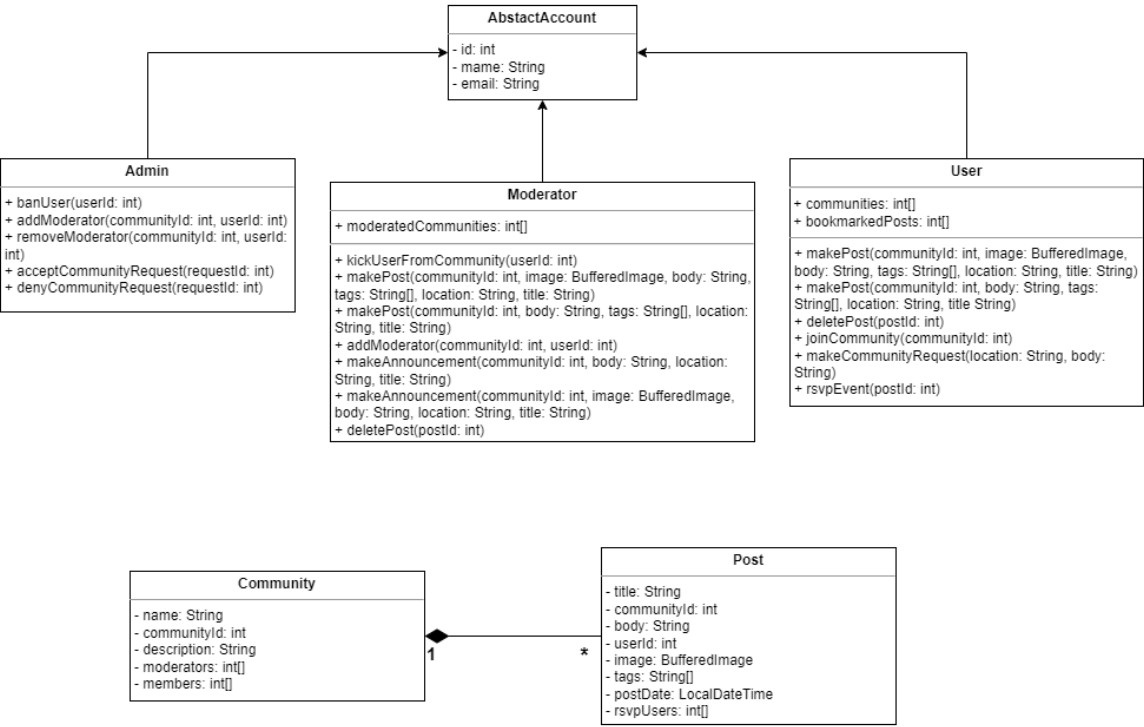 AbstactAccount
- id: int
- mame: String
- email: String
Admin
+ banUser(userId: int)
+ addModerator(communityId: int, userId: int)
+ removeModerator(communityId: int, userId:
int)
+ acceptCommunityRequest(requestId: int)
+ denyCommunityRequest(requestId: int)
Moderator
+ moderatedCommunities: int[]
+ kickUserFromCommunity(userId: int)
+ makePost(communityId: int, image: BufferedImage, body: String,
tags: String[], location: String, title: String)
+ makePost(communityId: int, body: String, tags: String[], location:
String, title: String)
+ addModerator(communityId: int, userId: int)
+ makeAnnouncement(communityId: int, body: String, location:
String, title: String)
+ makeAnnouncement(communityId: int, image: BufferedImage,
body: String, location: String, title: String)
+ deletePost(postId: int)
User
+ communities: int[]
+ bookmarkedPosts: int[]
+ makePost(communityId: int, image: BufferedImage,
body: String, tags: String[], location: String, title: String)
+ makePost(communityId: int, body: String, tags:
String[], location: String, title String)
+ deletePost(postId: int)
+ joinCommunity(communityId: int)
+ makeCommunityRequest(location: String, body:
String)
+ rsvpEvent(postId: int)
Community
- name: String
- communityId: int
- description: String
- moderators: int[]
- members: int[]
1
*
Post
- title: String
- communityId: int
- body: String
- userId: int
- image: BufferedImage
- tags: String[]
- postDate: LocalDateTime
- rsvpUsers: int[]